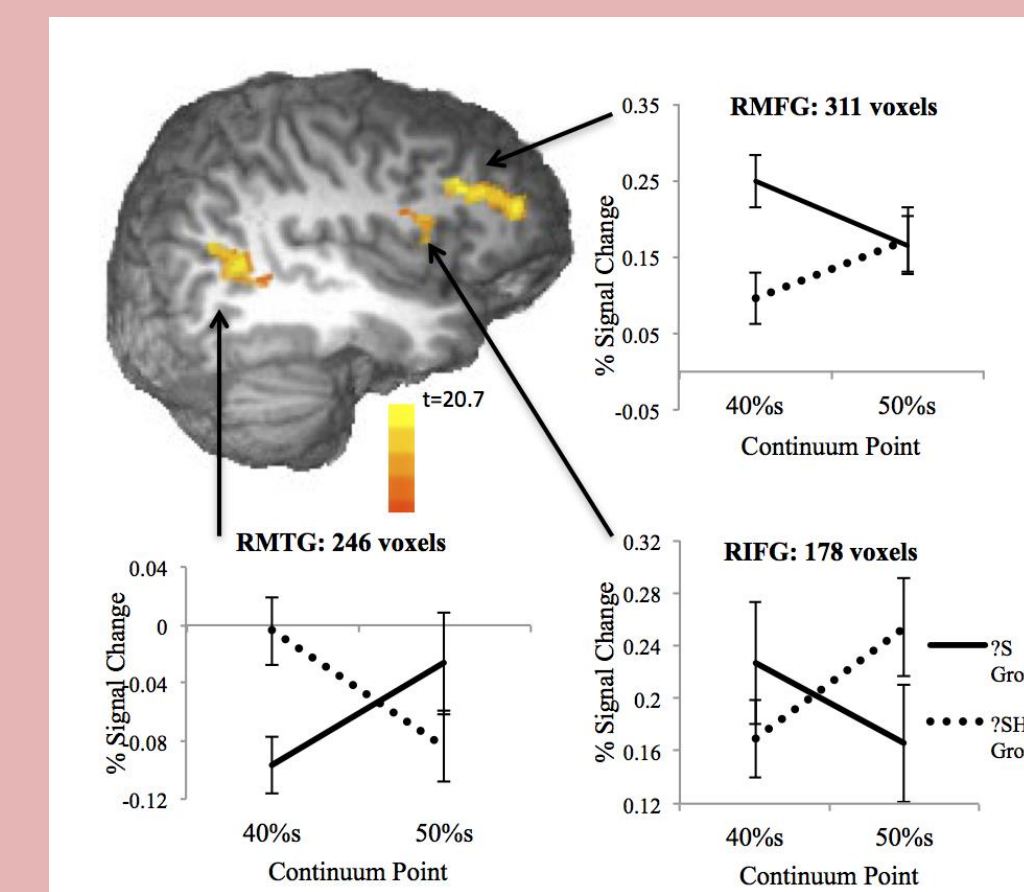 RMFG: 311 voxels
0.35
0.25
0.15
0.05
-0.05
% Signal Change
40%s
50%s
Continuum Point
t=20.7
RMTG: 246 voxels
0.04
0
-0.04
-0.08
-0.12
% Signal Change
40%s
50%s
Continuum Point
RIFG: 178 voxels
0.32
0.28
0.24
0.2
0.16
0.12
% Signal Change
40%s
50%s
Continuum Point
?S
Gro
?SH
Gro